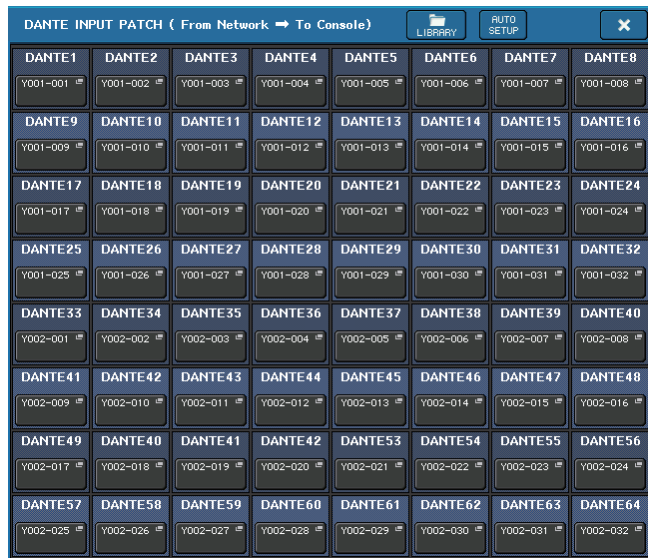 DANTE INPUT PATCH ( From Network ➡ To Console) LIBRARY AUTO SETUP
DANTE1 DANTE2 DANTE3 DANTE4 DANTE5 DANTE6 DANTE7 DANTE8
Y001-001 Y001-002 Y001-003 Y001-004 Y001-005 Y001-006 Y001-007 Y001-008
DANTE9 DANTE10 DANTE11 DANTE12 DANTE13 DANTE14 DANTE15 DANTE16
Y001-009 Y001-010 Y001-011 Y001-012 Y001-013 Y001-014 Y001-015 Y001-016
DANTE17 DANTE18 DANTE19 DANTE20 DANTE21 DANTE22 DANTE23 DANTE24
Y001-017 Y001-018 Y001-019 Y001-020 Y001-021 Y001-022 Y001-023 Y001-024
DANTE25 DANTE26 DANTE27 DANTE28 DANTE29 DANTE30 DANTE31 DANTE32
Y001-025 Y001-026 Y001-027 Y001-028 Y001-029 Y001-030 Y001-031 Y001-032
DANTE33 DANTE34 DANTE35 DANTE36 DANTE37 DANTE38 DANTE39 DANTE40
Y002-001 Y002-002 Y002-003 Y002-004 Y002-005 Y002-006 Y002-007 Y002-008
DANTE41 DANTE42 DANTE43 DANTE44 DANTE45 DANTE46 DANTE47 DANTE48
Y002-009 Y002-010 Y002-011 Y002-012 Y002-013 Y002-014 Y002-015 Y002-016
DANTE49 DANTE40 DANTE41 DANTE42 DANTE53 DANTE54 DANTE55 DANTE56
Y002-017 Y002-018 Y002-019 Y002-020 Y002-021 Y002-022 Y002-023 Y002-024
DANTE57 DANTE58 DANTE59 DANTE60 DANTE61 DANTE62 DANTE63 DANTE64
Y002-025 Y002-026 Y002-027 Y002-028 Y002-029 Y002-030 Y002-031 Y002-032